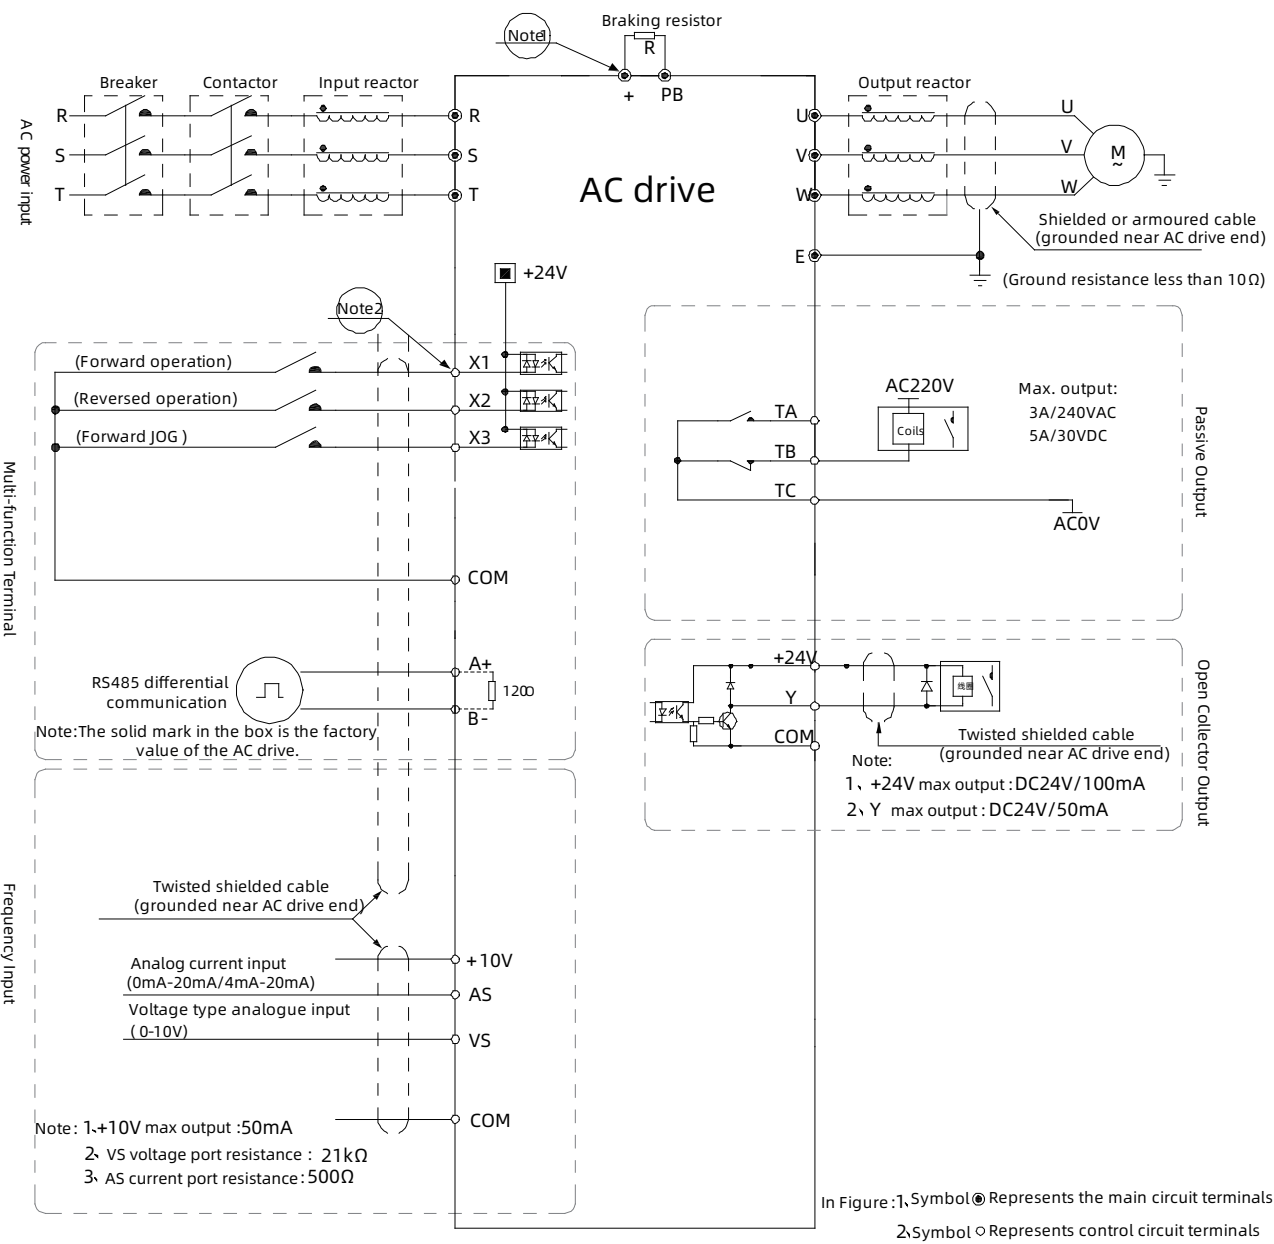 Braking resistor
Note1
R
+ PB
Breaker Contactor Input reactor
Output reactor
AC power input
R
S
T
R
S
T
AC drive
U
V
W
E
U
V
W
M
~
Shielded or armoured cable
(grounded near AC drive end)
(Ground resistance less than 10Ω)
+24V
Note2
(Forward operation)
X1
(Reversed operation)
X2
(Forward JOG )
X3
Multi-function Terminal
COM
RS485 differential
communication
A+
120Ω
B-
Note:The solid mark in the box is the factory
value of the AC drive.
TA
TB
TC
AC220V
Coils
AC0V
Max. output:
3A/240VAC
5A/30VDC
Passive Output
+24V
Y
COM
线圈
Twisted shielded cable
(grounded near AC drive end)
Note:
1、+24V max output : DC24V/100mA
2、Y max output : DC24V/50mA
Open Collector Output
Frequency Input
Twisted shielded cable
(grounded near AC drive end)
+10V
Analog current input
(0mA-20mA/4mA-20mA)
AS
Voltage type analogue input
( 0-10V)
VS
COM
Note: 1、+10V max output :50mA
2、VS voltage port resistance : 21kΩ
3、AS current port resistance:500Ω
In Figure :1、Symbol Represents the main circuit terminals
2、Symbol Represents control circuit terminals